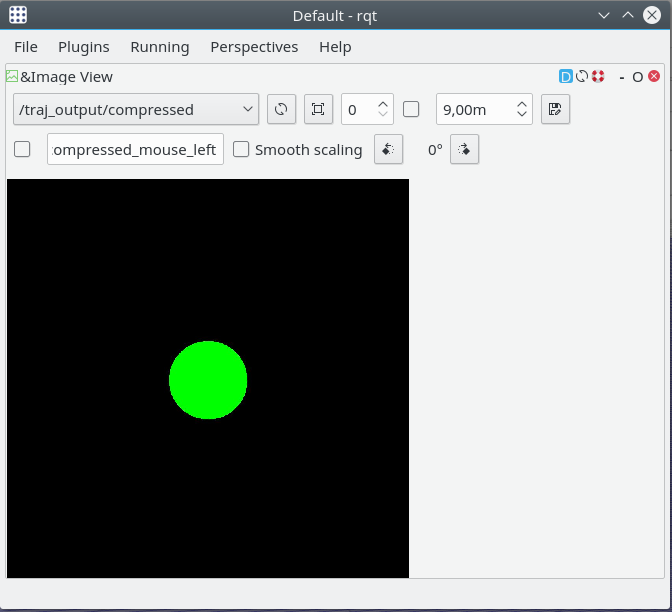 Default - rqt
File Plugins Running Perspectives Help
&Image View D - O
/traj_output/compressed 0 9,00m
ompressed_mouse_left Smooth scaling 0°